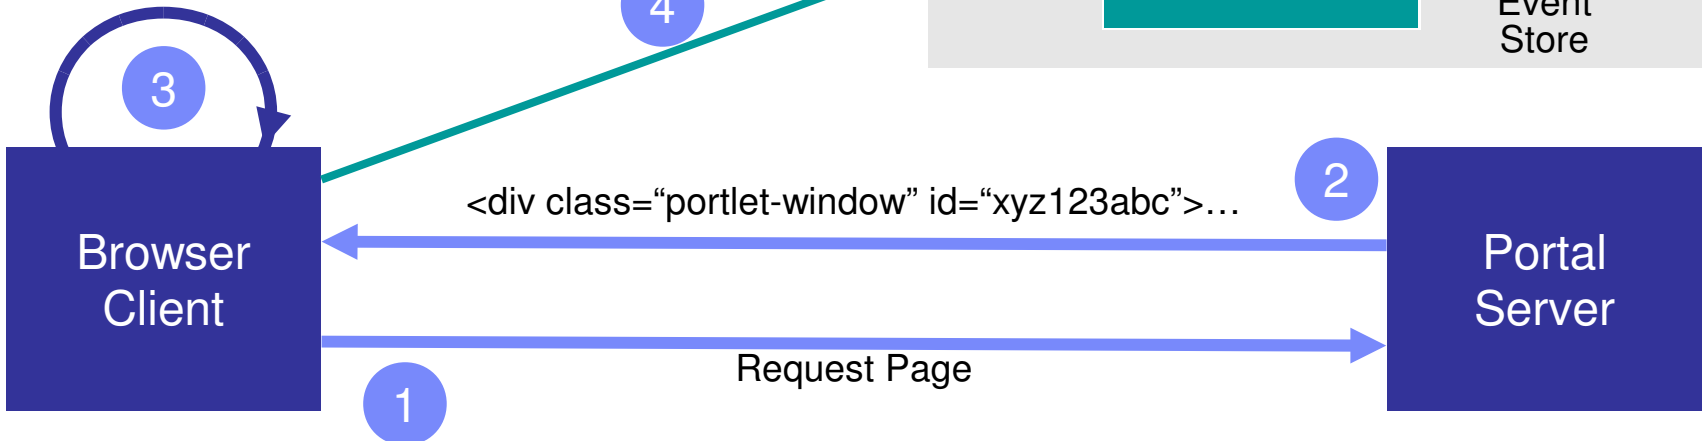 4
Event
Store
3
2
<div class=“portlet-window” id=“xyz123abc”>…
Browser
Client
Portal
Server
Request Page
1